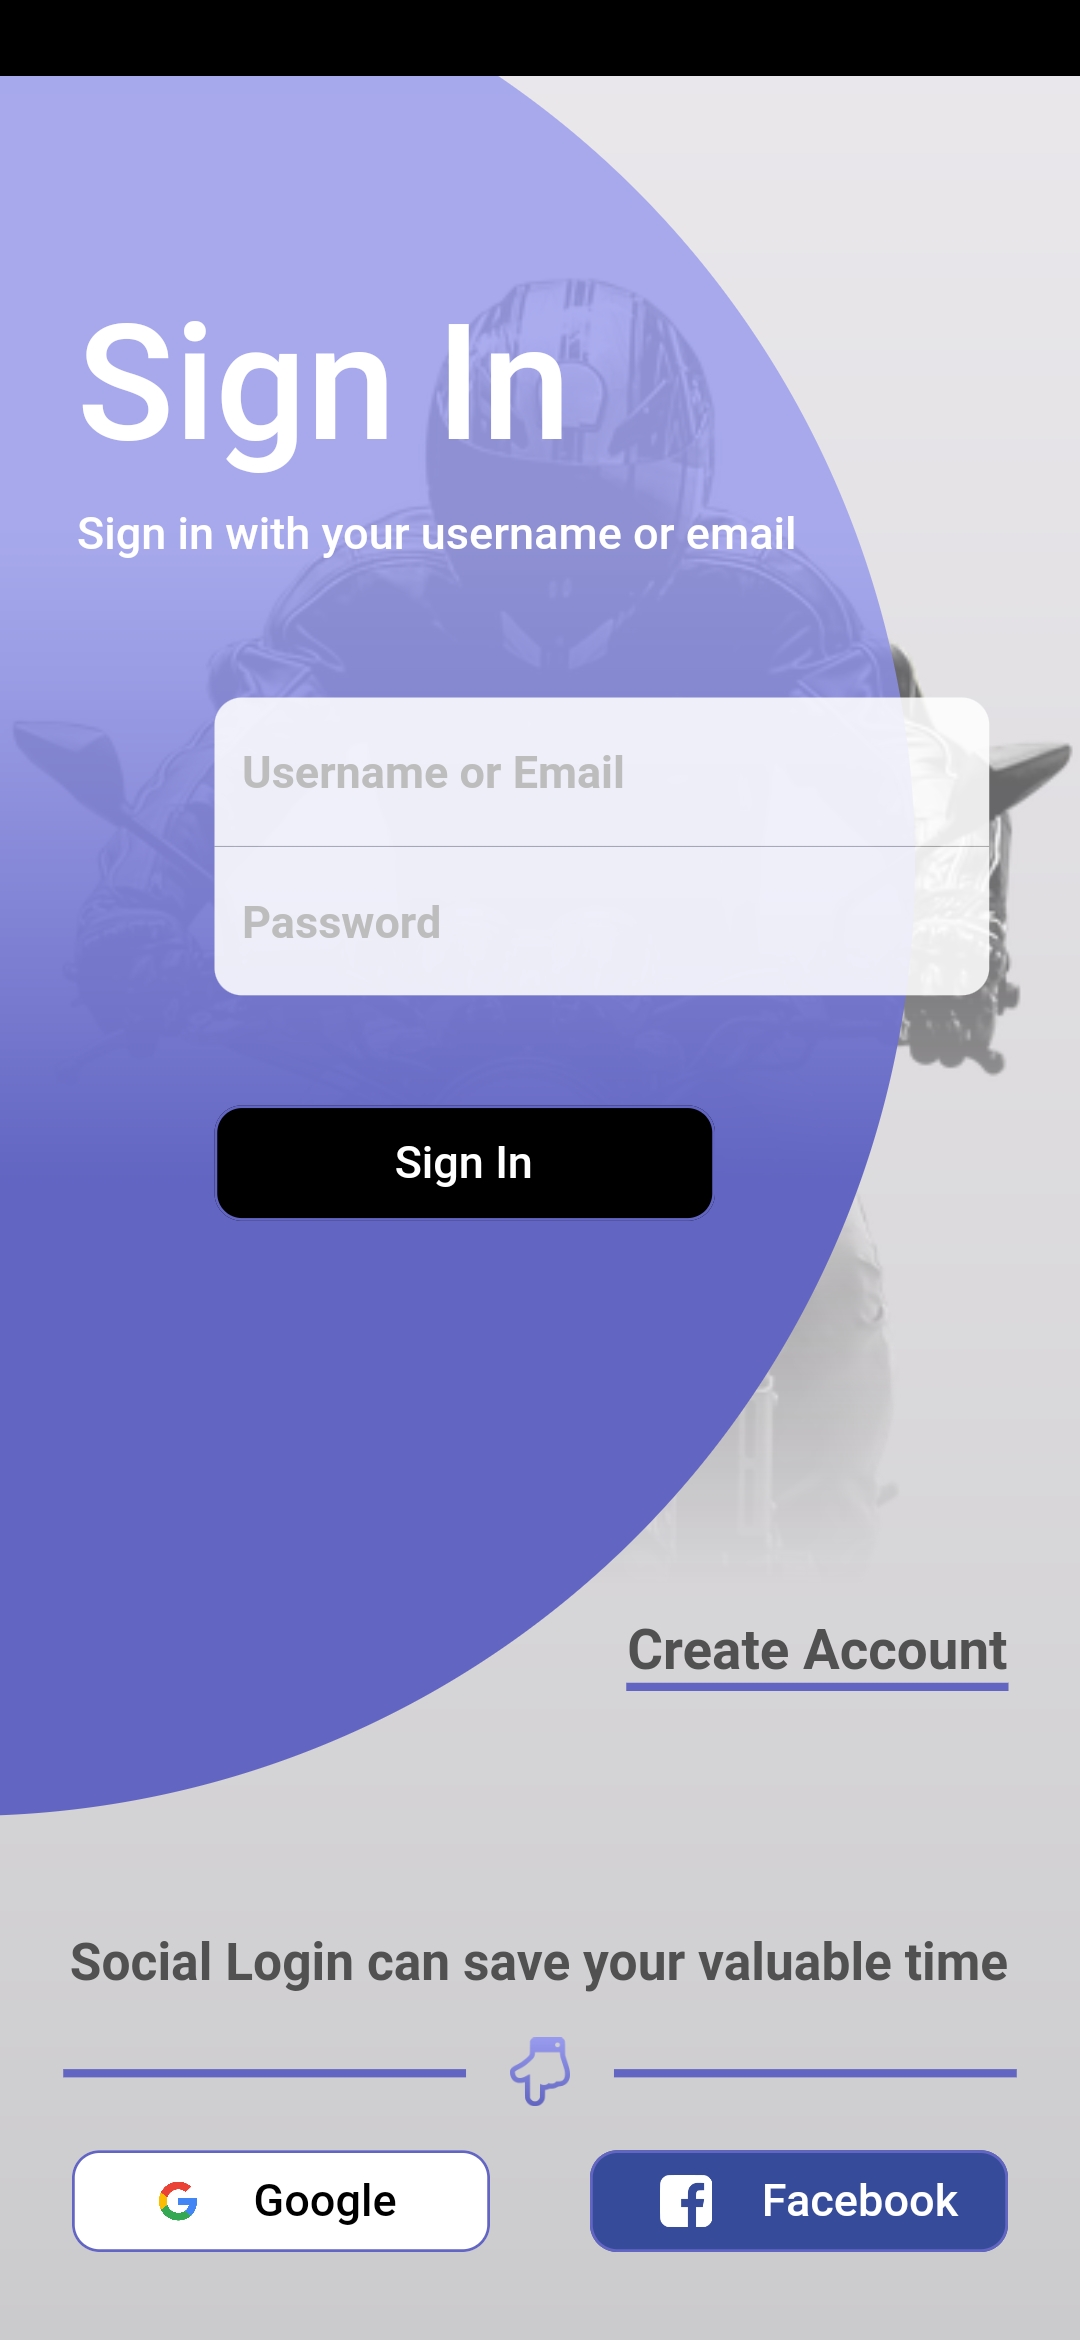 Sign In
Sign in with your username or email
Username or Email
Password
Sign In
Create Account
Social Login can save your valuable time
Google
Facebook